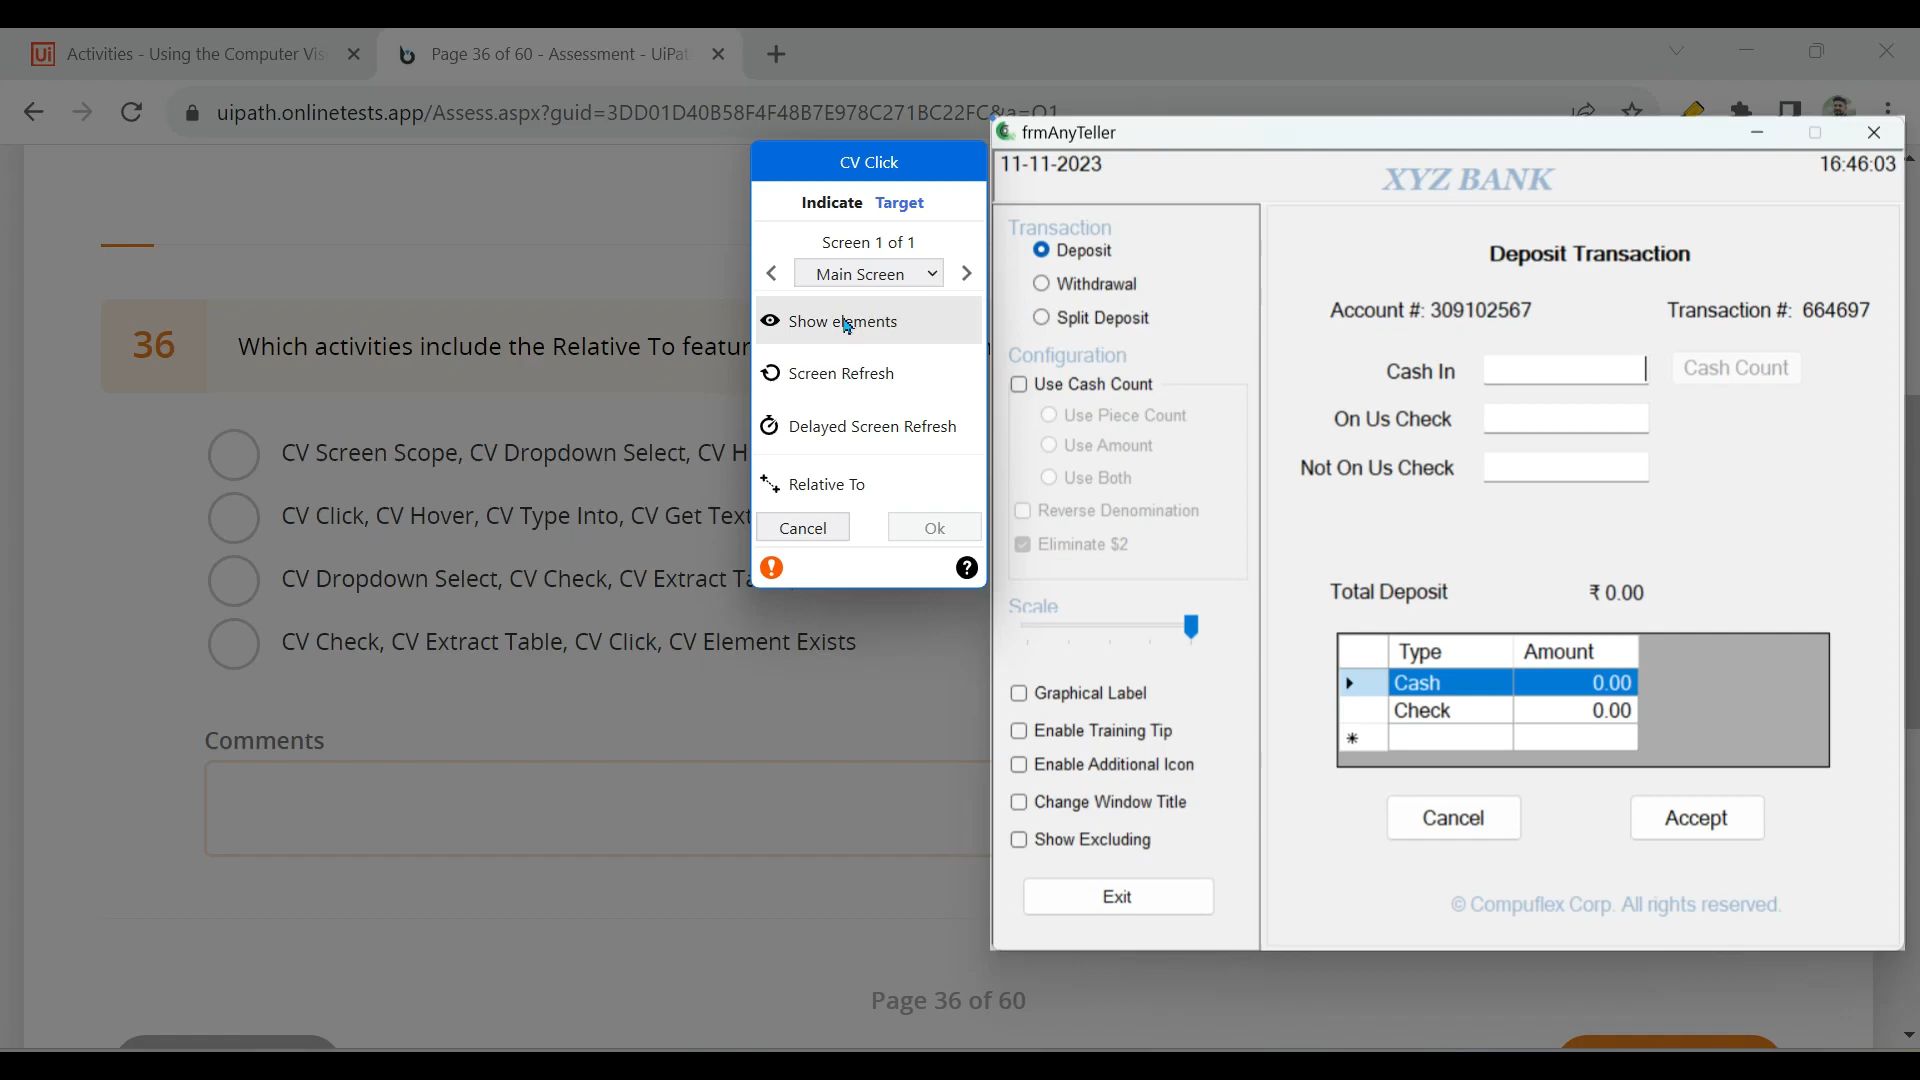 Activities - Using the Computer Vis
Page 36 of 60 - Assessment - UiPat
uipath.onlinetests.app/Assess.aspx?guid=3DD01D40B58F4F48B7E978C271BC22FC&a=O1
36
Which activities include the Relative To featur
CV Screen Scope, CV Dropdown Select, CV H
CV Click, CV Hover, CV Type Into, CV Get Text
CV Dropdown Select, CV Check, CV Extract Ta
CV Check, CV Extract Table, CV Click, CV Element Exists
Comments
Page 36 of 60
CV Click
Indicate Target
Screen 1 of 1
Main Screen
Show elements
Screen Refresh
Delayed Screen Refresh
Relative To
Cancel Ok
frmAnyTeller
11-11-2023
XYZ BANK
16:46:03
Transaction
Deposit
Withdrawal
Split Deposit
Configuration
Use Cash Count
Use Piece Count
Use Amount
Use Both
Reverse Denomination
Eliminate $2
Scale
Graphical Label
Enable Training Tip
Enable Additional Icon
Change Window Title
Show Excluding
Exit
Deposit Transaction
Account #: 309102567 Transaction #: 664697
Cash In Cash Count
On Us Check
Not On Us Check
Total Deposit ₹ 0.00
Type Amount
Cash 0.00
Check 0.00
Cancel Accept
© Compuflex Corp. All rights reserved.